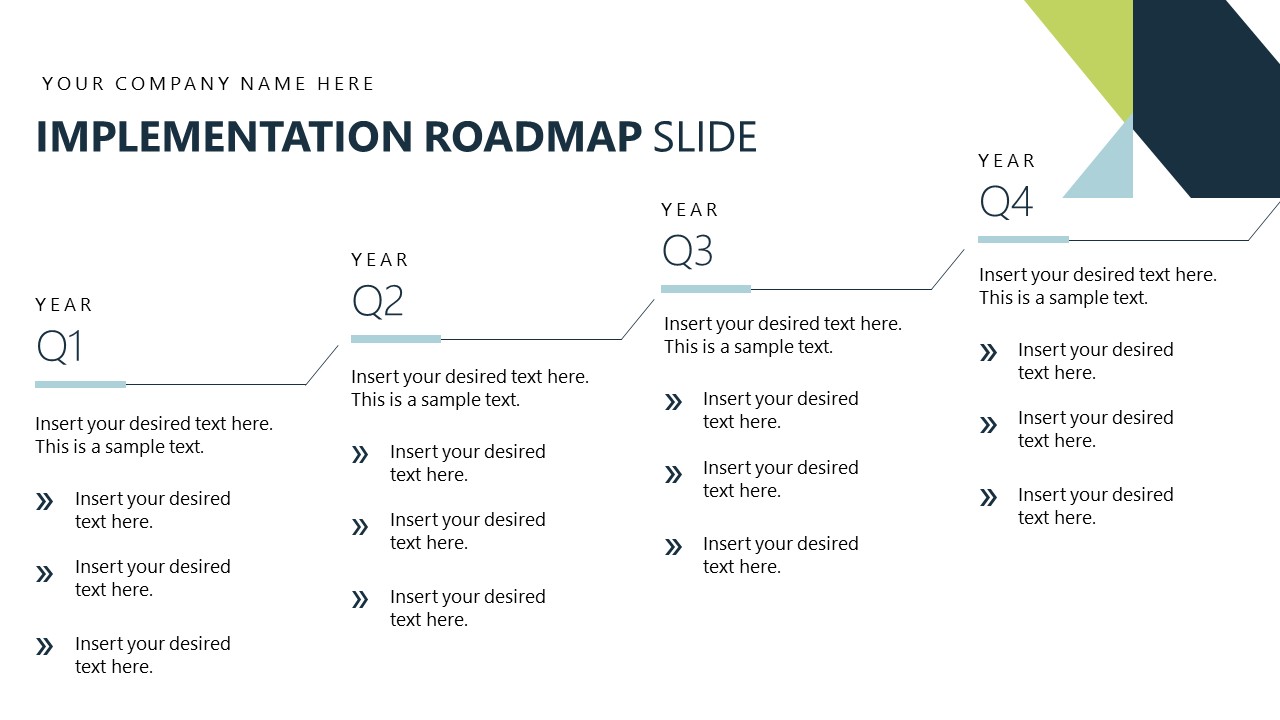 YOUR COMPANY NAME HERE
IMPLEMENTATION ROADMAP SLIDE
YEAR
Q1
Insert your desired text here.
This is a sample text.
Insert your desired
text here.
Insert your desired
text here.
Insert your desired
text here.
YEAR
Q2
Insert your desired text here.
This is a sample text.
Insert your desired
text here.
Insert your desired
text here.
Insert your desired
text here.
YEAR
Q3
Insert your desired text here.
This is a sample text.
Insert your desired
text here.
Insert your desired
text here.
Insert your desired
text here.
YEAR
Q4
Insert your desired text here.
This is a sample text.
Insert your desired
text here.
Insert your desired
text here.
Insert your desired
text here.